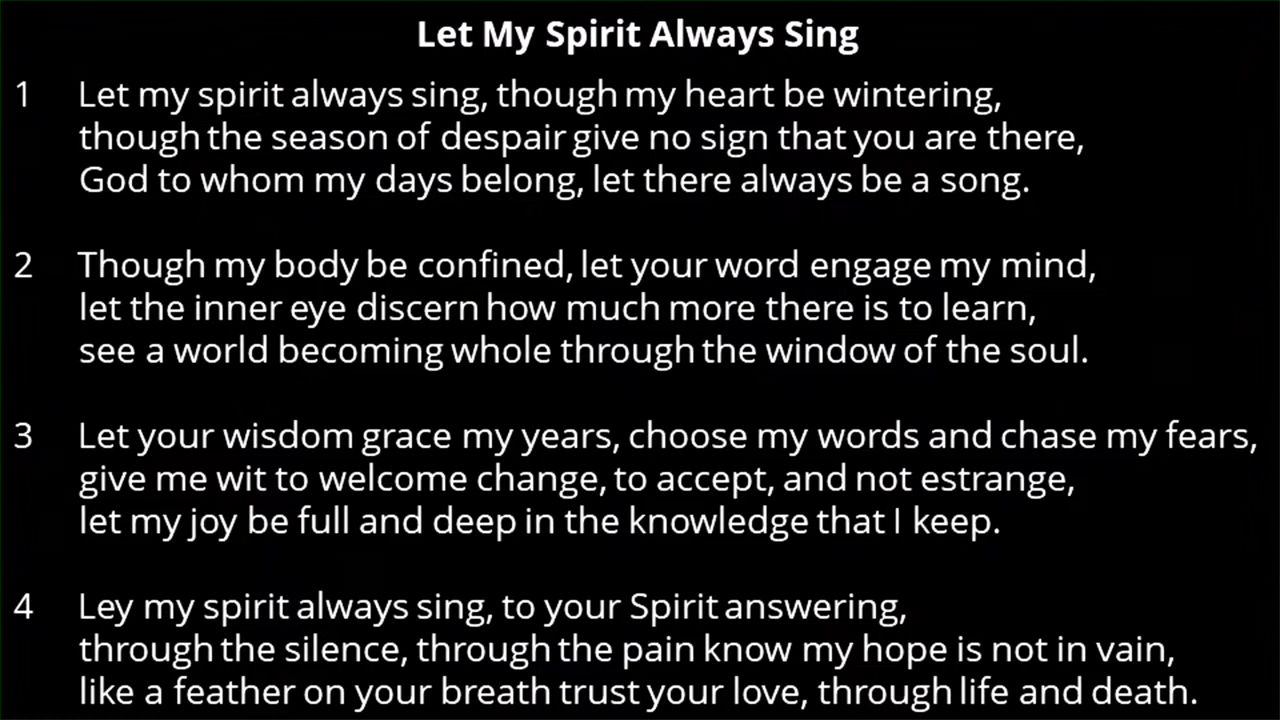 Let My Spirit Always Sing
1 Let my spirit always sing, though my heart be wintering,
though the season of despair give no sign that you are there,
God to whom my days belong, let there always be a song.
2 Though my body be confined, let your word engage my mind,
let the inner eye discern how much more there is to learn,
see a world becoming whole through the window of the soul.
3 Let your wisdom grace my years, choose my words and chase my fears,
give me wit to welcome change, to accept, and not estrange,
let my joy be full and deep in the knowledge that I keep.
4 Ley my spirit always sing, to your Spirit answering,
through the silence, through the pain know my hope is not in vain,
like a feather on your breath trust your love, through life and death.